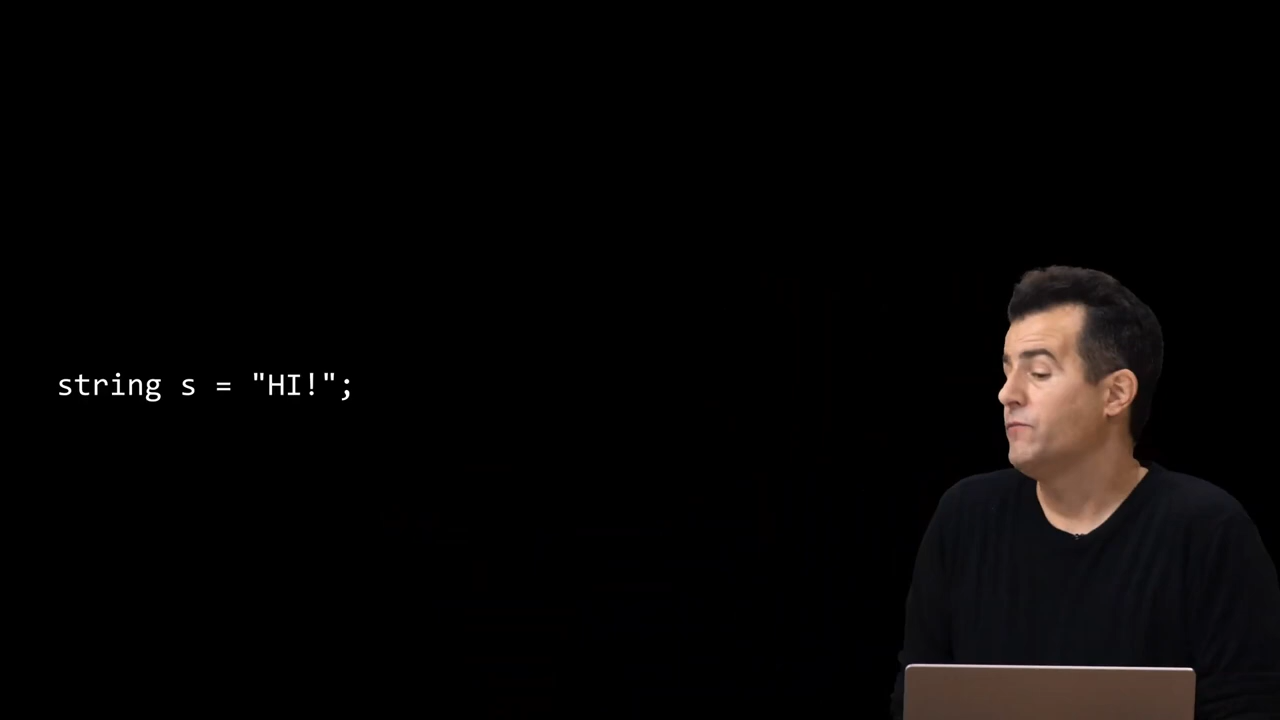 string s = "HI!";